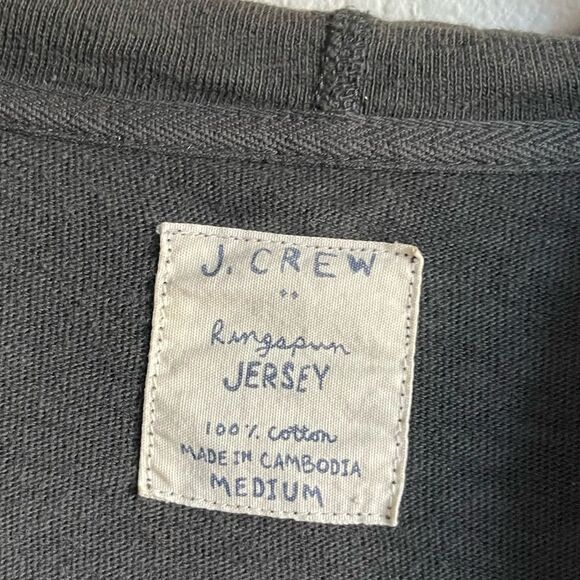 J. CREW
Ringspun
JERSEY
100% cotton
MADE IN CAMBODIA
MEDIUM